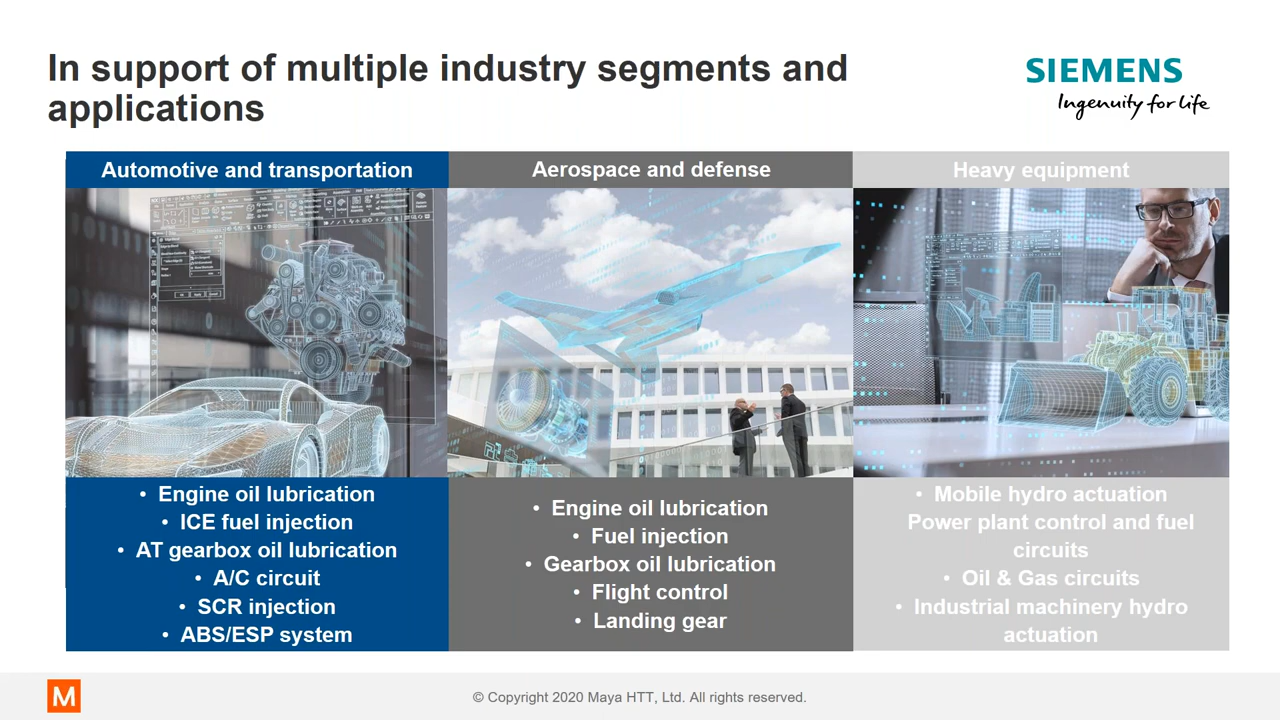 In support of multiple industry segments and
applications
SIEMENS
Ingenuity for life
Automotive and transportation
• Engine oil lubrication
• ICE fuel injection
• AT gearbox oil lubrication
• A/C circuit
• SCR injection
• ABS/ESP system
Aerospace and defense
• Engine oil lubrication
• Fuel injection
• Gearbox oil lubrication
• Flight control
• Landing gear
Heavy equipment
• Mobile hydro actuation
Power plant control and fuel
circuits
• Oil & Gas circuits
• Industrial machinery hydro
actuation
M
© Copyright 2020 Maya HTT, Ltd. All rights reserved.